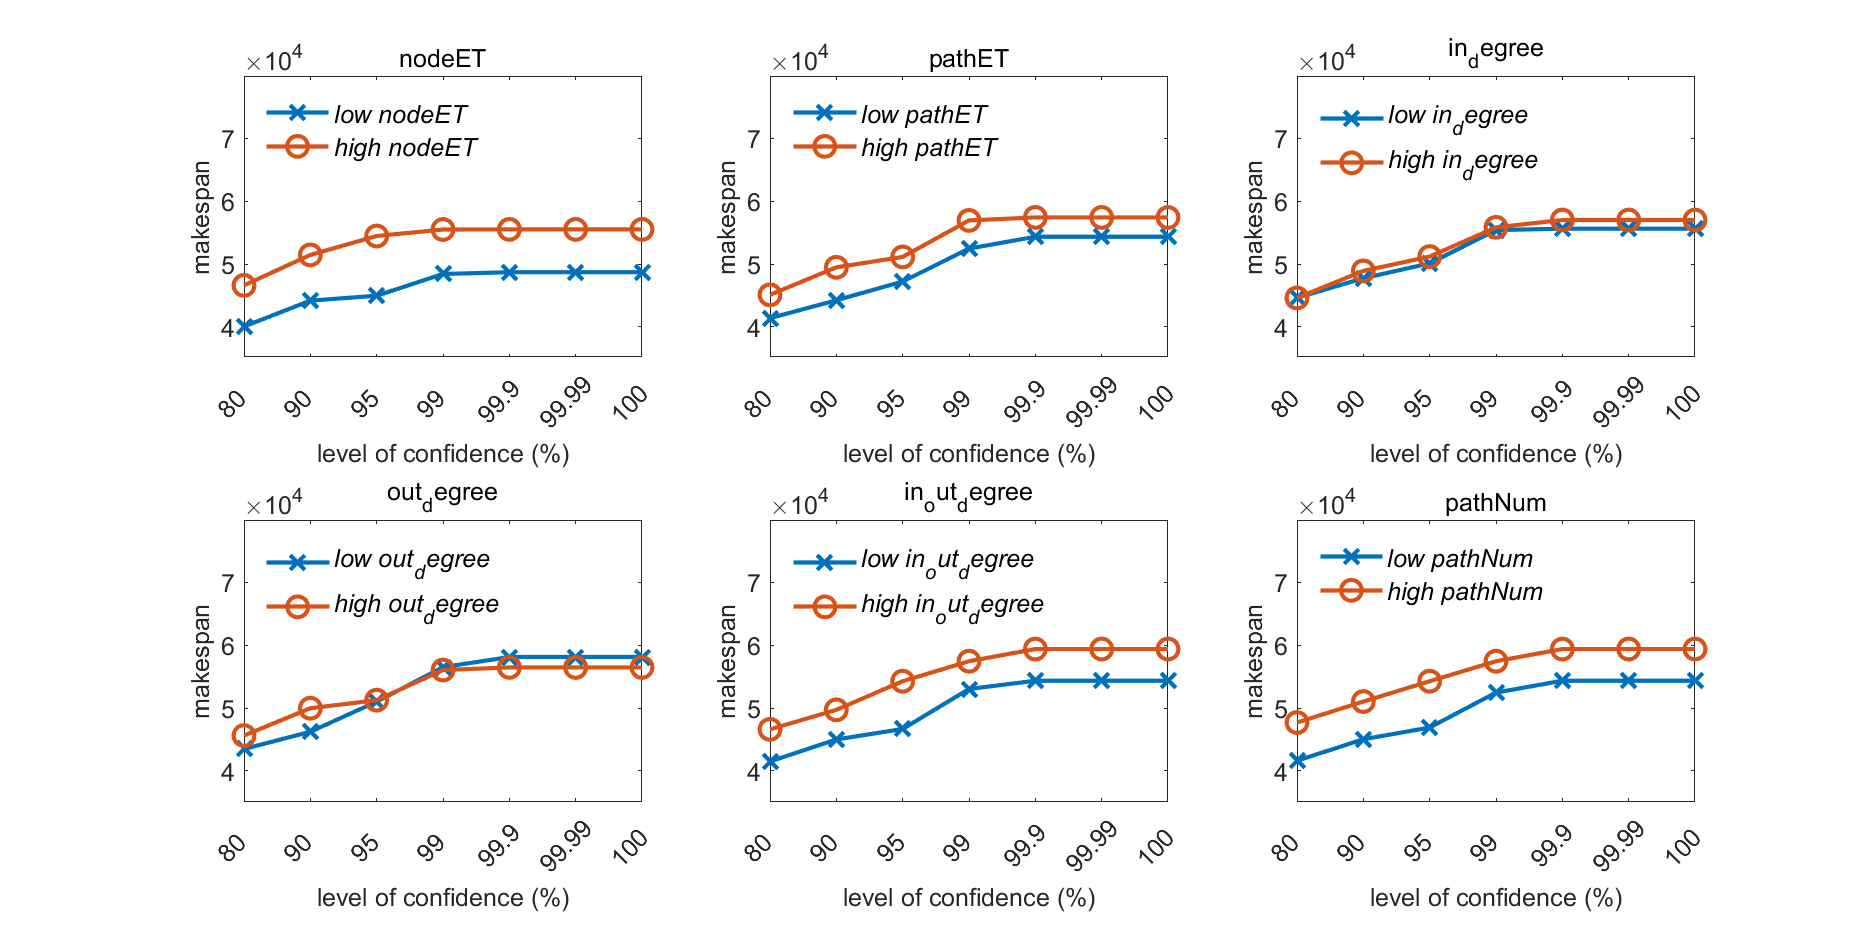 ×10^4 nodeET
low nodeET
high nodeET
7
6
5
4
makespan
80 90 95 99 99.9 99.99 100
level of confidence (%)
×10^4 pathET
low pathET
high pathET
7
6
5
4
makespan
80 90 95 99 99.9 99.99 100
level of confidence (%)
×10^4 in_degree
low in_degree
high in_degree
7
6
5
4
makespan
80 90 95 99 99.9 99.99 100
level of confidence (%)
×10^4 out_degree
low out_degree
high out_degree
7
6
5
4
makespan
80 90 95 99 99.9 99.99 100
level of confidence (%)
×10^4 in_out_degree
low in_out_degree
high in_out_degree
7
6
5
4
makespan
80 90 95 99 99.9 99.99 100
level of confidence (%)
×10^4 pathNum
low pathNum
high pathNum
7
6
5
4
makespan
80 90 95 99 99.9 99.99 100
level of confidence (%)